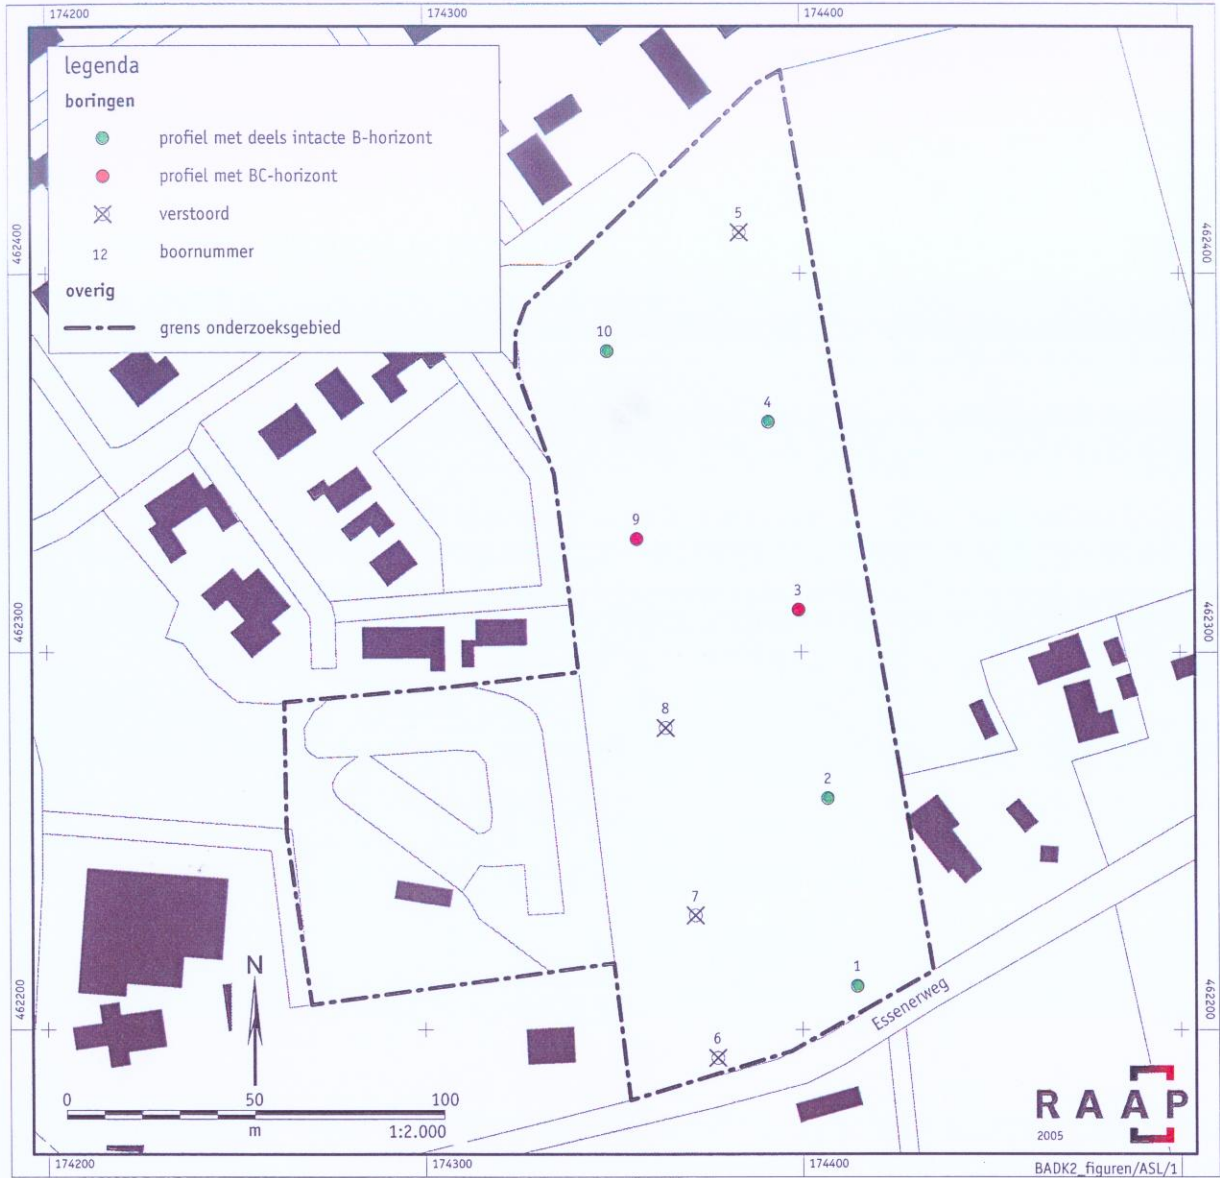 174200
174300
174400
legenda
boringen
profiel met deels intacte B-horizont
profiel met BC-horizont
verstoord
12 boornummer
overig
grens onderzoeksgebied
5
462400
462400
10
4
9
3
462300
462300
8
2
7
1
N
Essenerweg
462200
462200
6
0 50 100
m 1:2.000
RAAP
2005
174200
174300
174400
BADK2_figuren/ASL/1